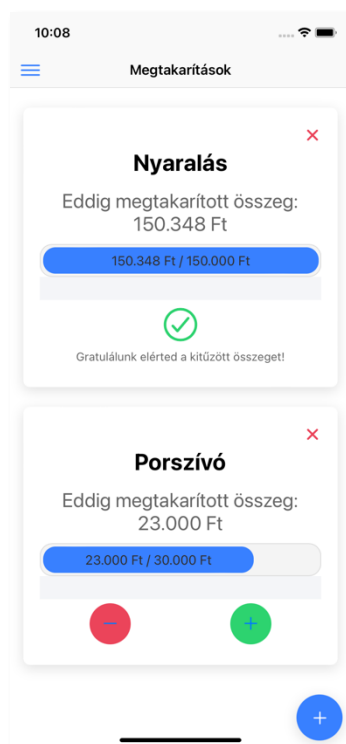 10:08
Megtakarítások
Nyaralás
Eddig megtakarított összeg:
150.348 Ft
150.348 Ft / 150.000 Ft
Gratulálunk elérted a kitűzött összeget!
Porszívó
Eddig megtakarított összeg:
23.000 Ft
23.000 Ft / 30.000 Ft